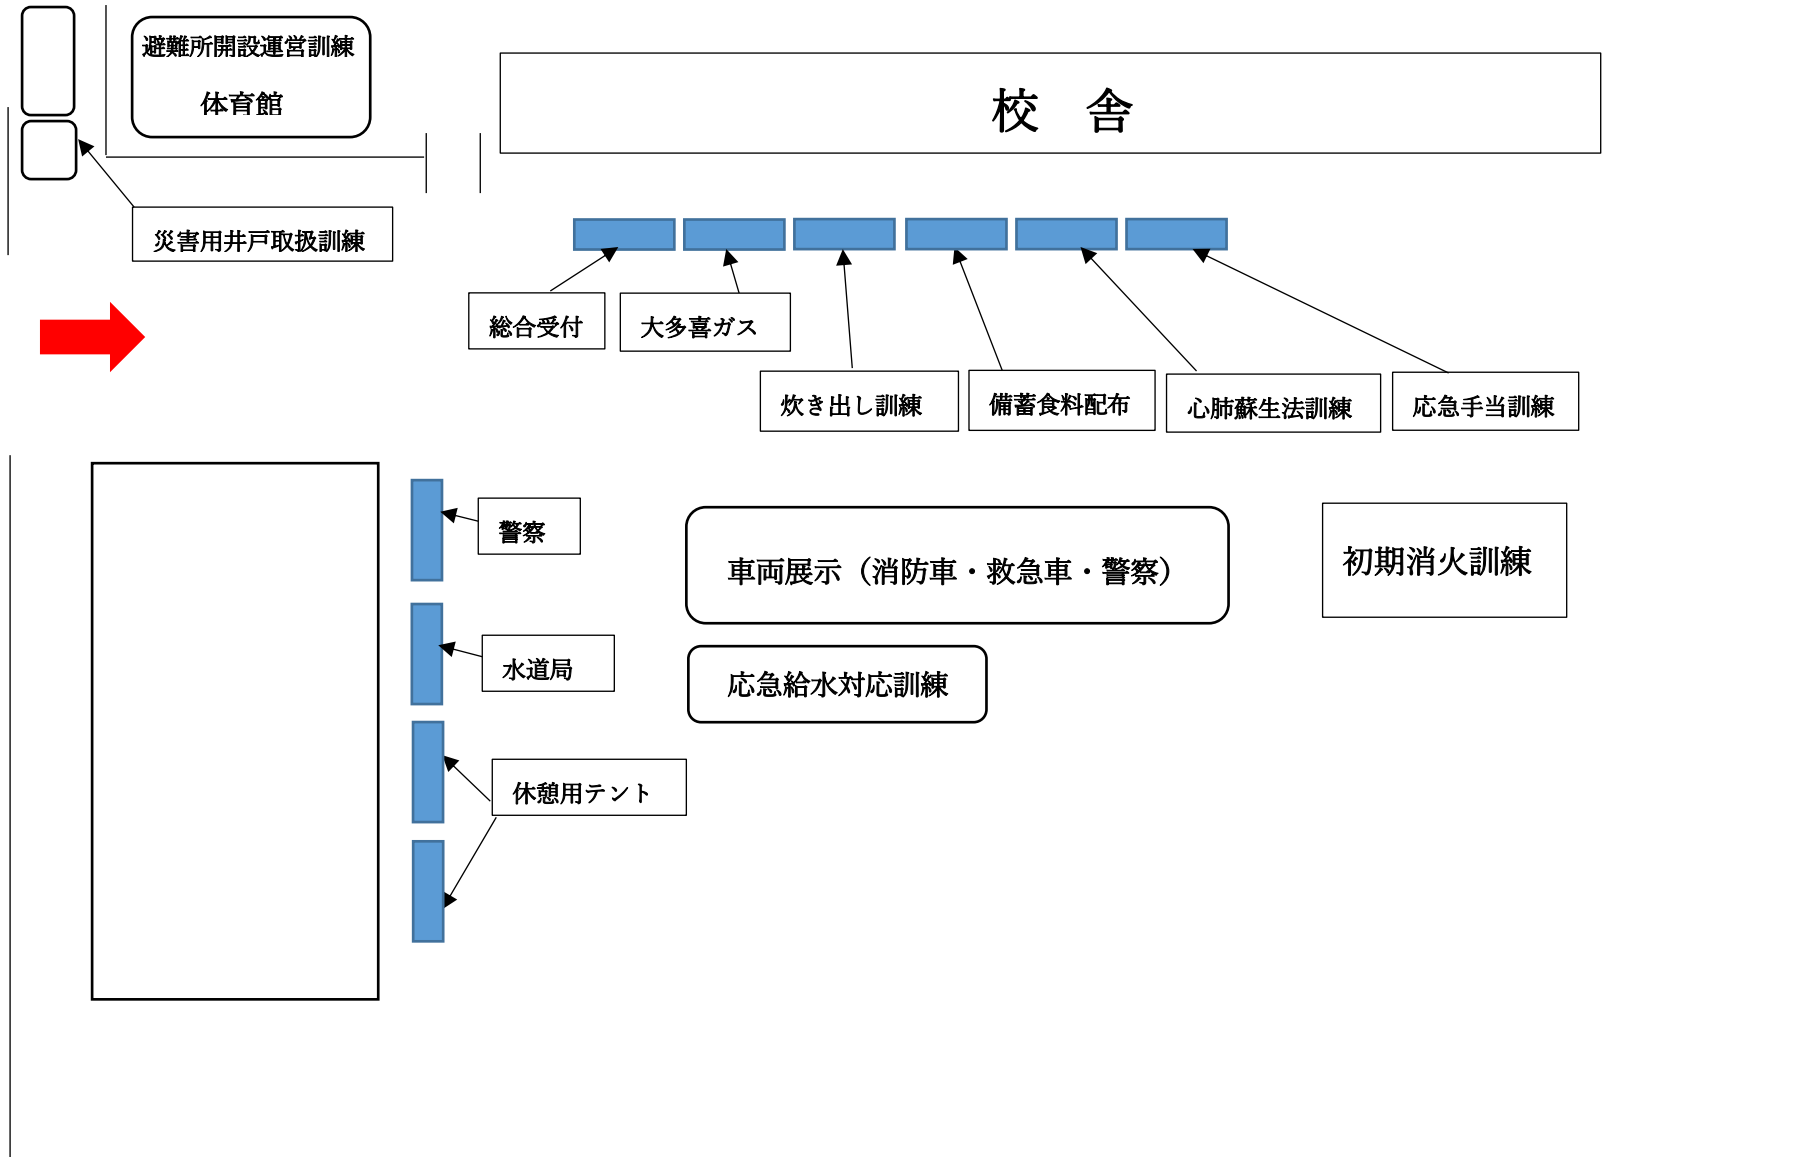 避難所開設運営訓練
体育館
校　舎
災害用井戸取扱訓練
総合受付
大多喜ガス
炊き出し訓練
備蓄食料配布
心肺蘇生法訓練
応急手当訓練
警察
車両展示（消防車・救急車・警察）
初期消火訓練
水道局
応急給水対応訓練
休憩用テント